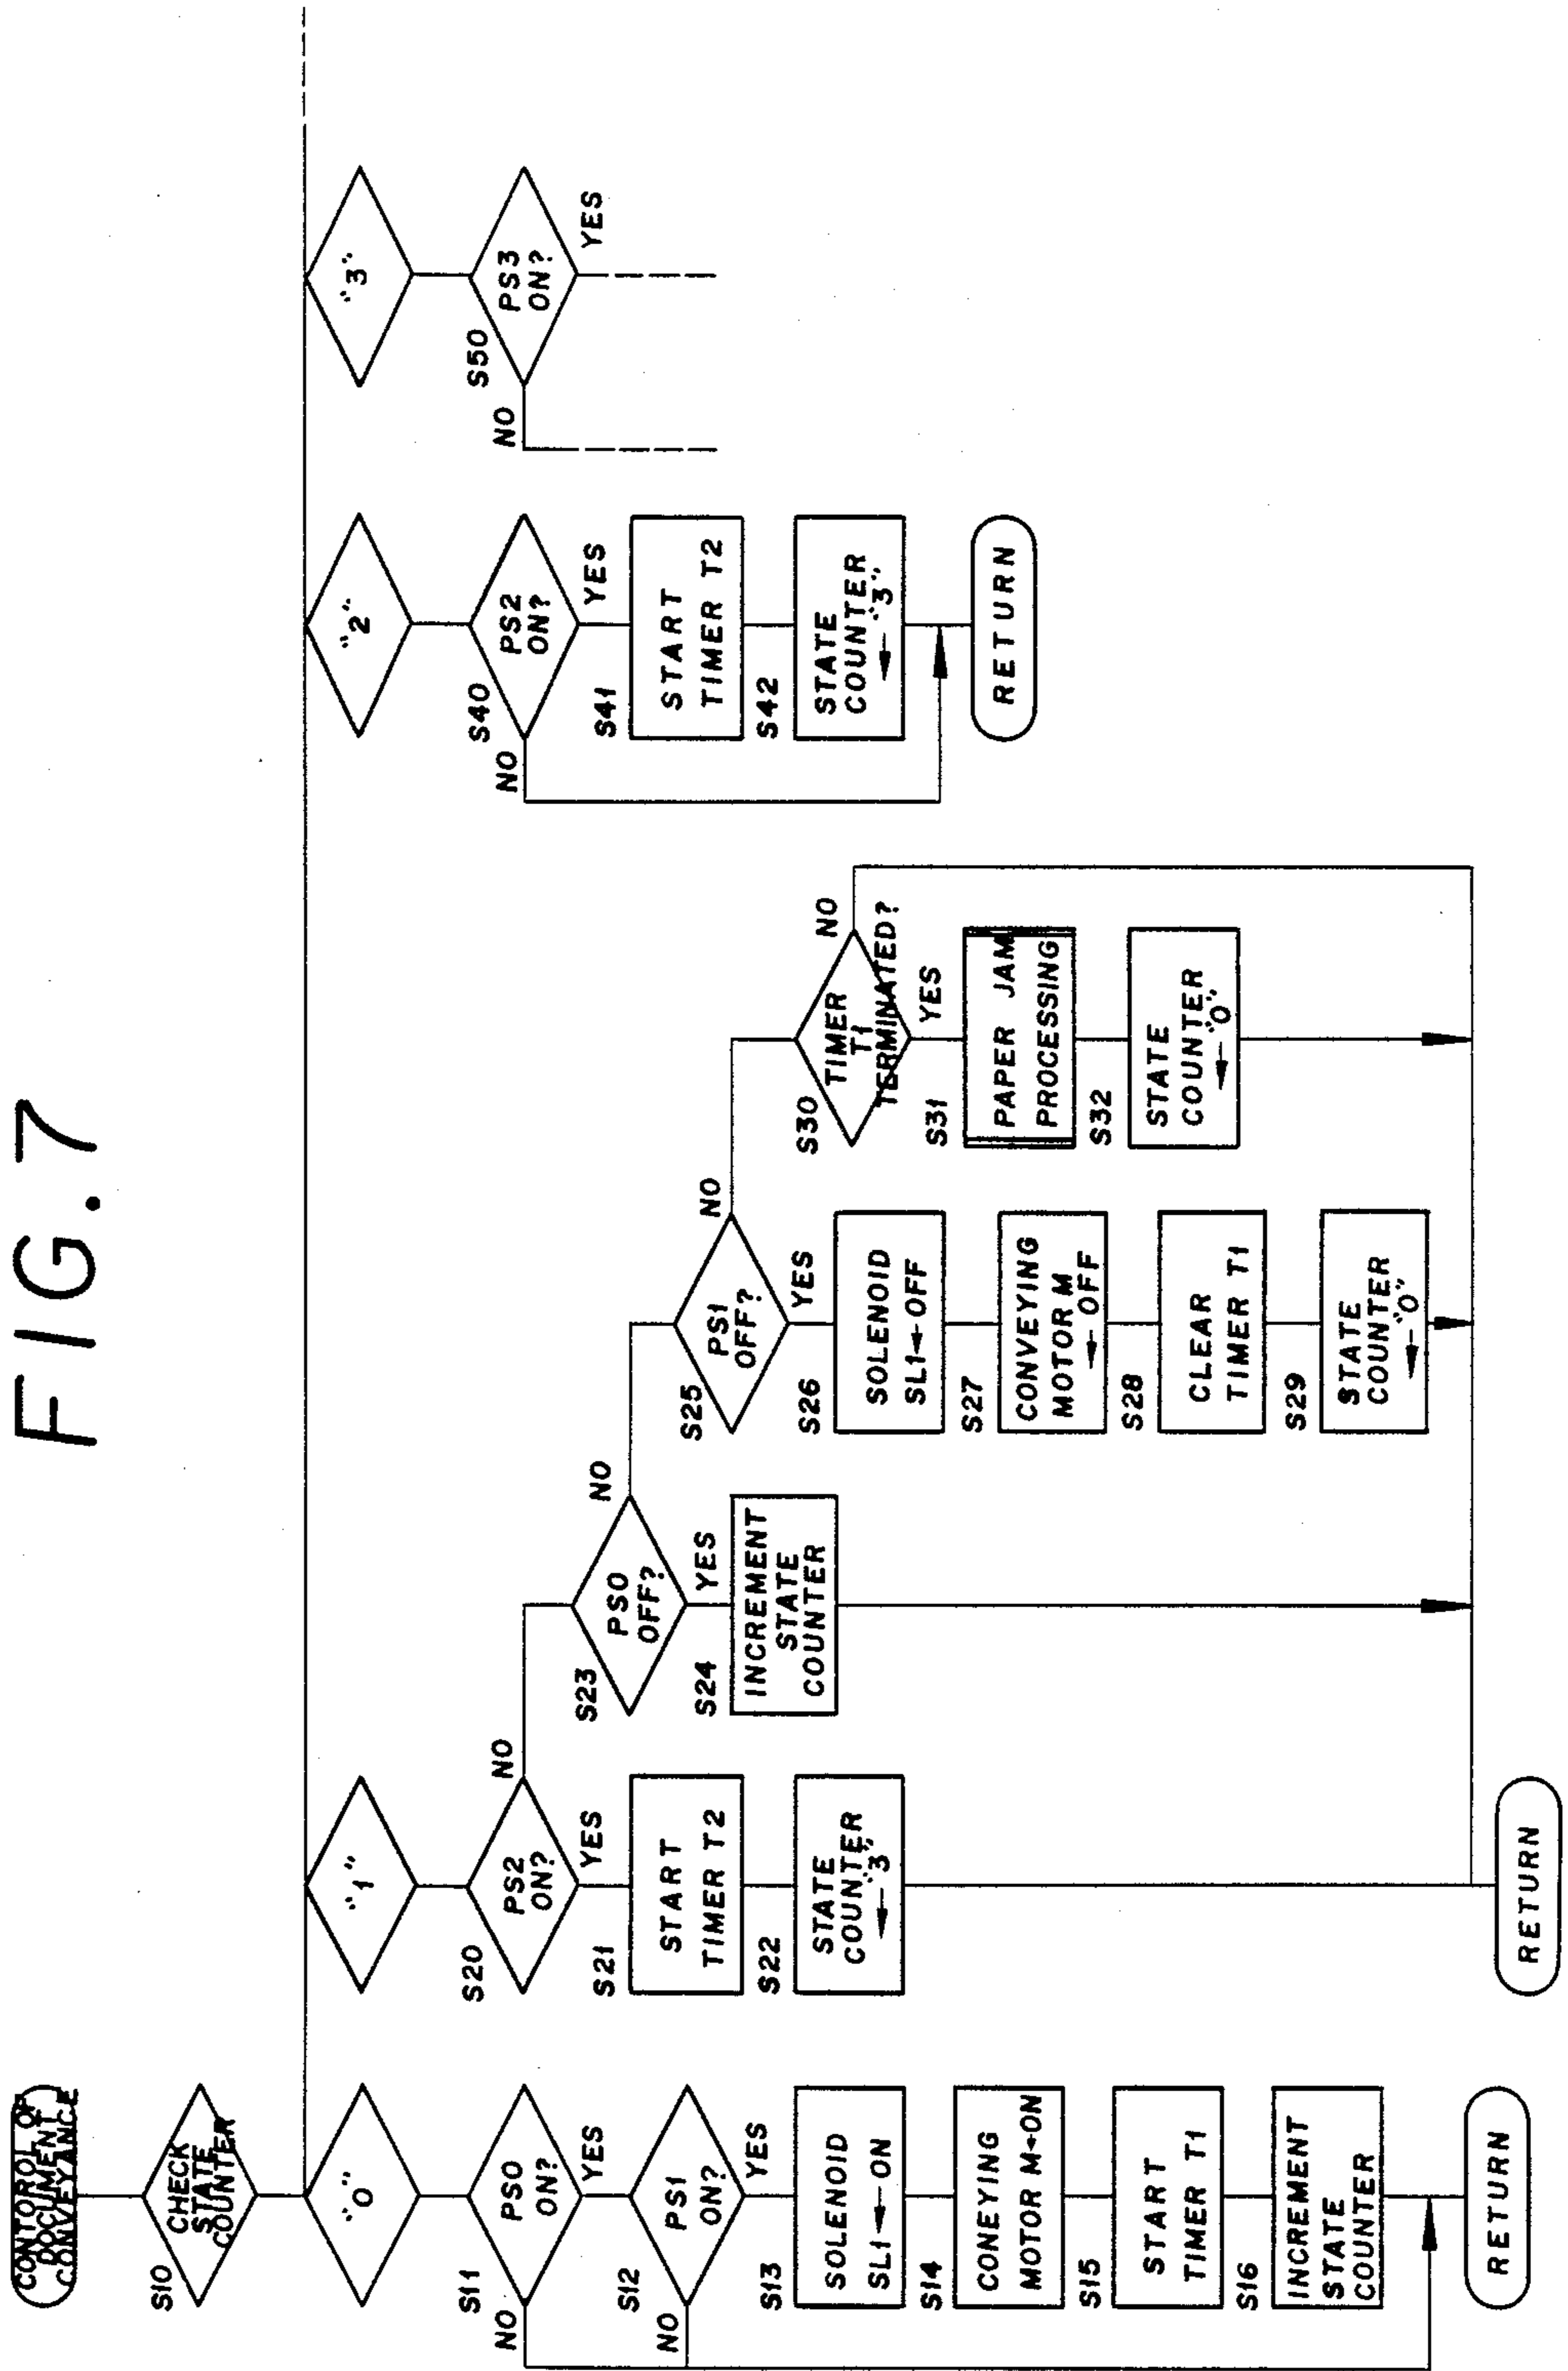 FIG. 7
CONTOROL OF
DOCUMENT
CONVEYANCE
S10
CHECK
STATE
COUNTER
"0"
S11
PS0
ON?
NO
YES
S12
PS1
ON?
NO
YES
S13
SOLENOID
SL1←ON
S14
CONEYING
MOTOR M←ON
S15
START
TIMER T1
S16
INCREMENT
STATE
COUNTER
RETURN
"1"
S20
PS2
ON?
NO
YES
S21
START
TIMER T2
S22
STATE
COUNTER
←"3"
S23
PS0
OFF?
NO
YES
S24
INCREMENT
STATE
COUNTER
S25
PS1
OFF?
NO
YES
S26
SOLENOID
SL1←OFF
S27
CONVEYING
MOTOR M
←OFF
S28
CLEAR
TIMER T1
S29
STATE
COUNTER
←"0"
S30
TIMER
T1
TERMINATED?
NO
YES
S31
PAPER JAM
PROCESSING
S32
STATE
COUNTER
←"0"
RETURN
"2"
S40
PS2
ON?
NO
YES
S41
START
TIMER T2
S42
STATE
COUNTER
←"3"
RETURN
"3"
S50
PS3
ON?
NO
YES